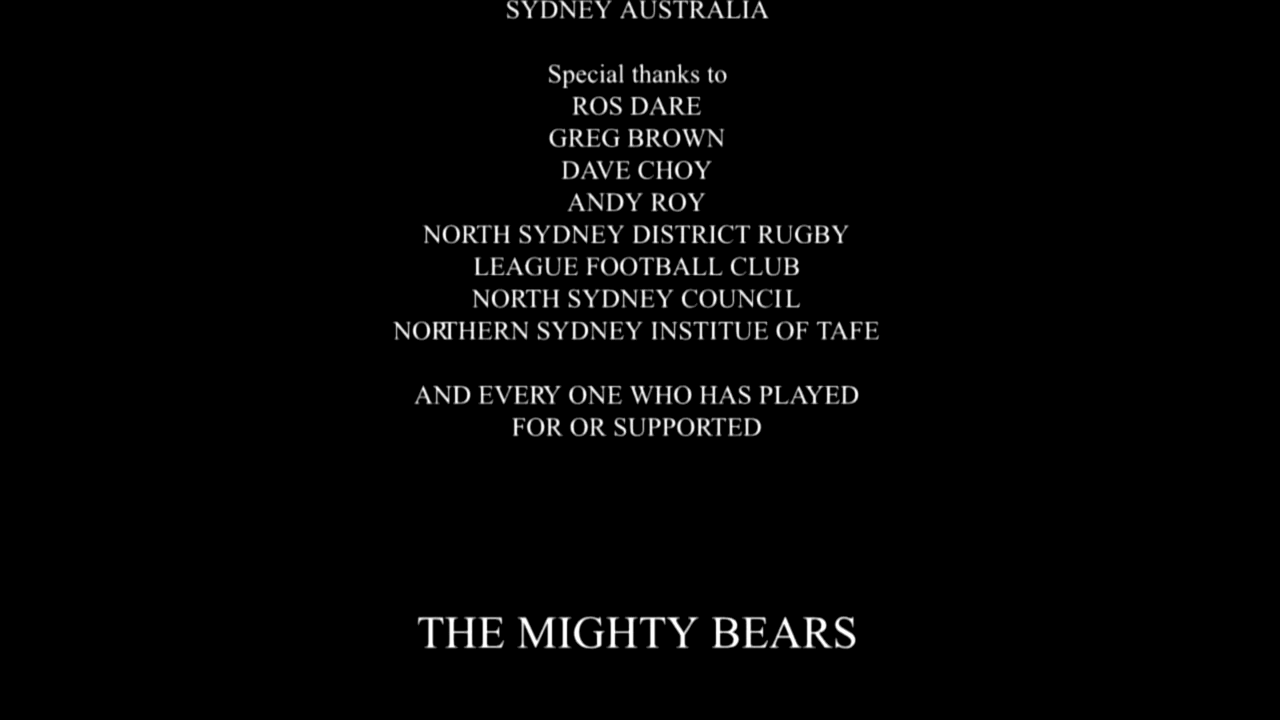 SYDNEY AUSTRALIA
Special thanks to
ROS DARE
GREG BROWN
DAVE CHOY
ANDY ROY
NORTH SYDNEY DISTRICT RUGBY
LEAGUE FOOTBALL CLUB
NORTH SYDNEY COUNCIL
NORTHERN SYDNEY INSTITUE OF TAFE
AND EVERY ONE WHO HAS PLAYED
FOR OR SUPPORTED
THE MIGHTY BEARS